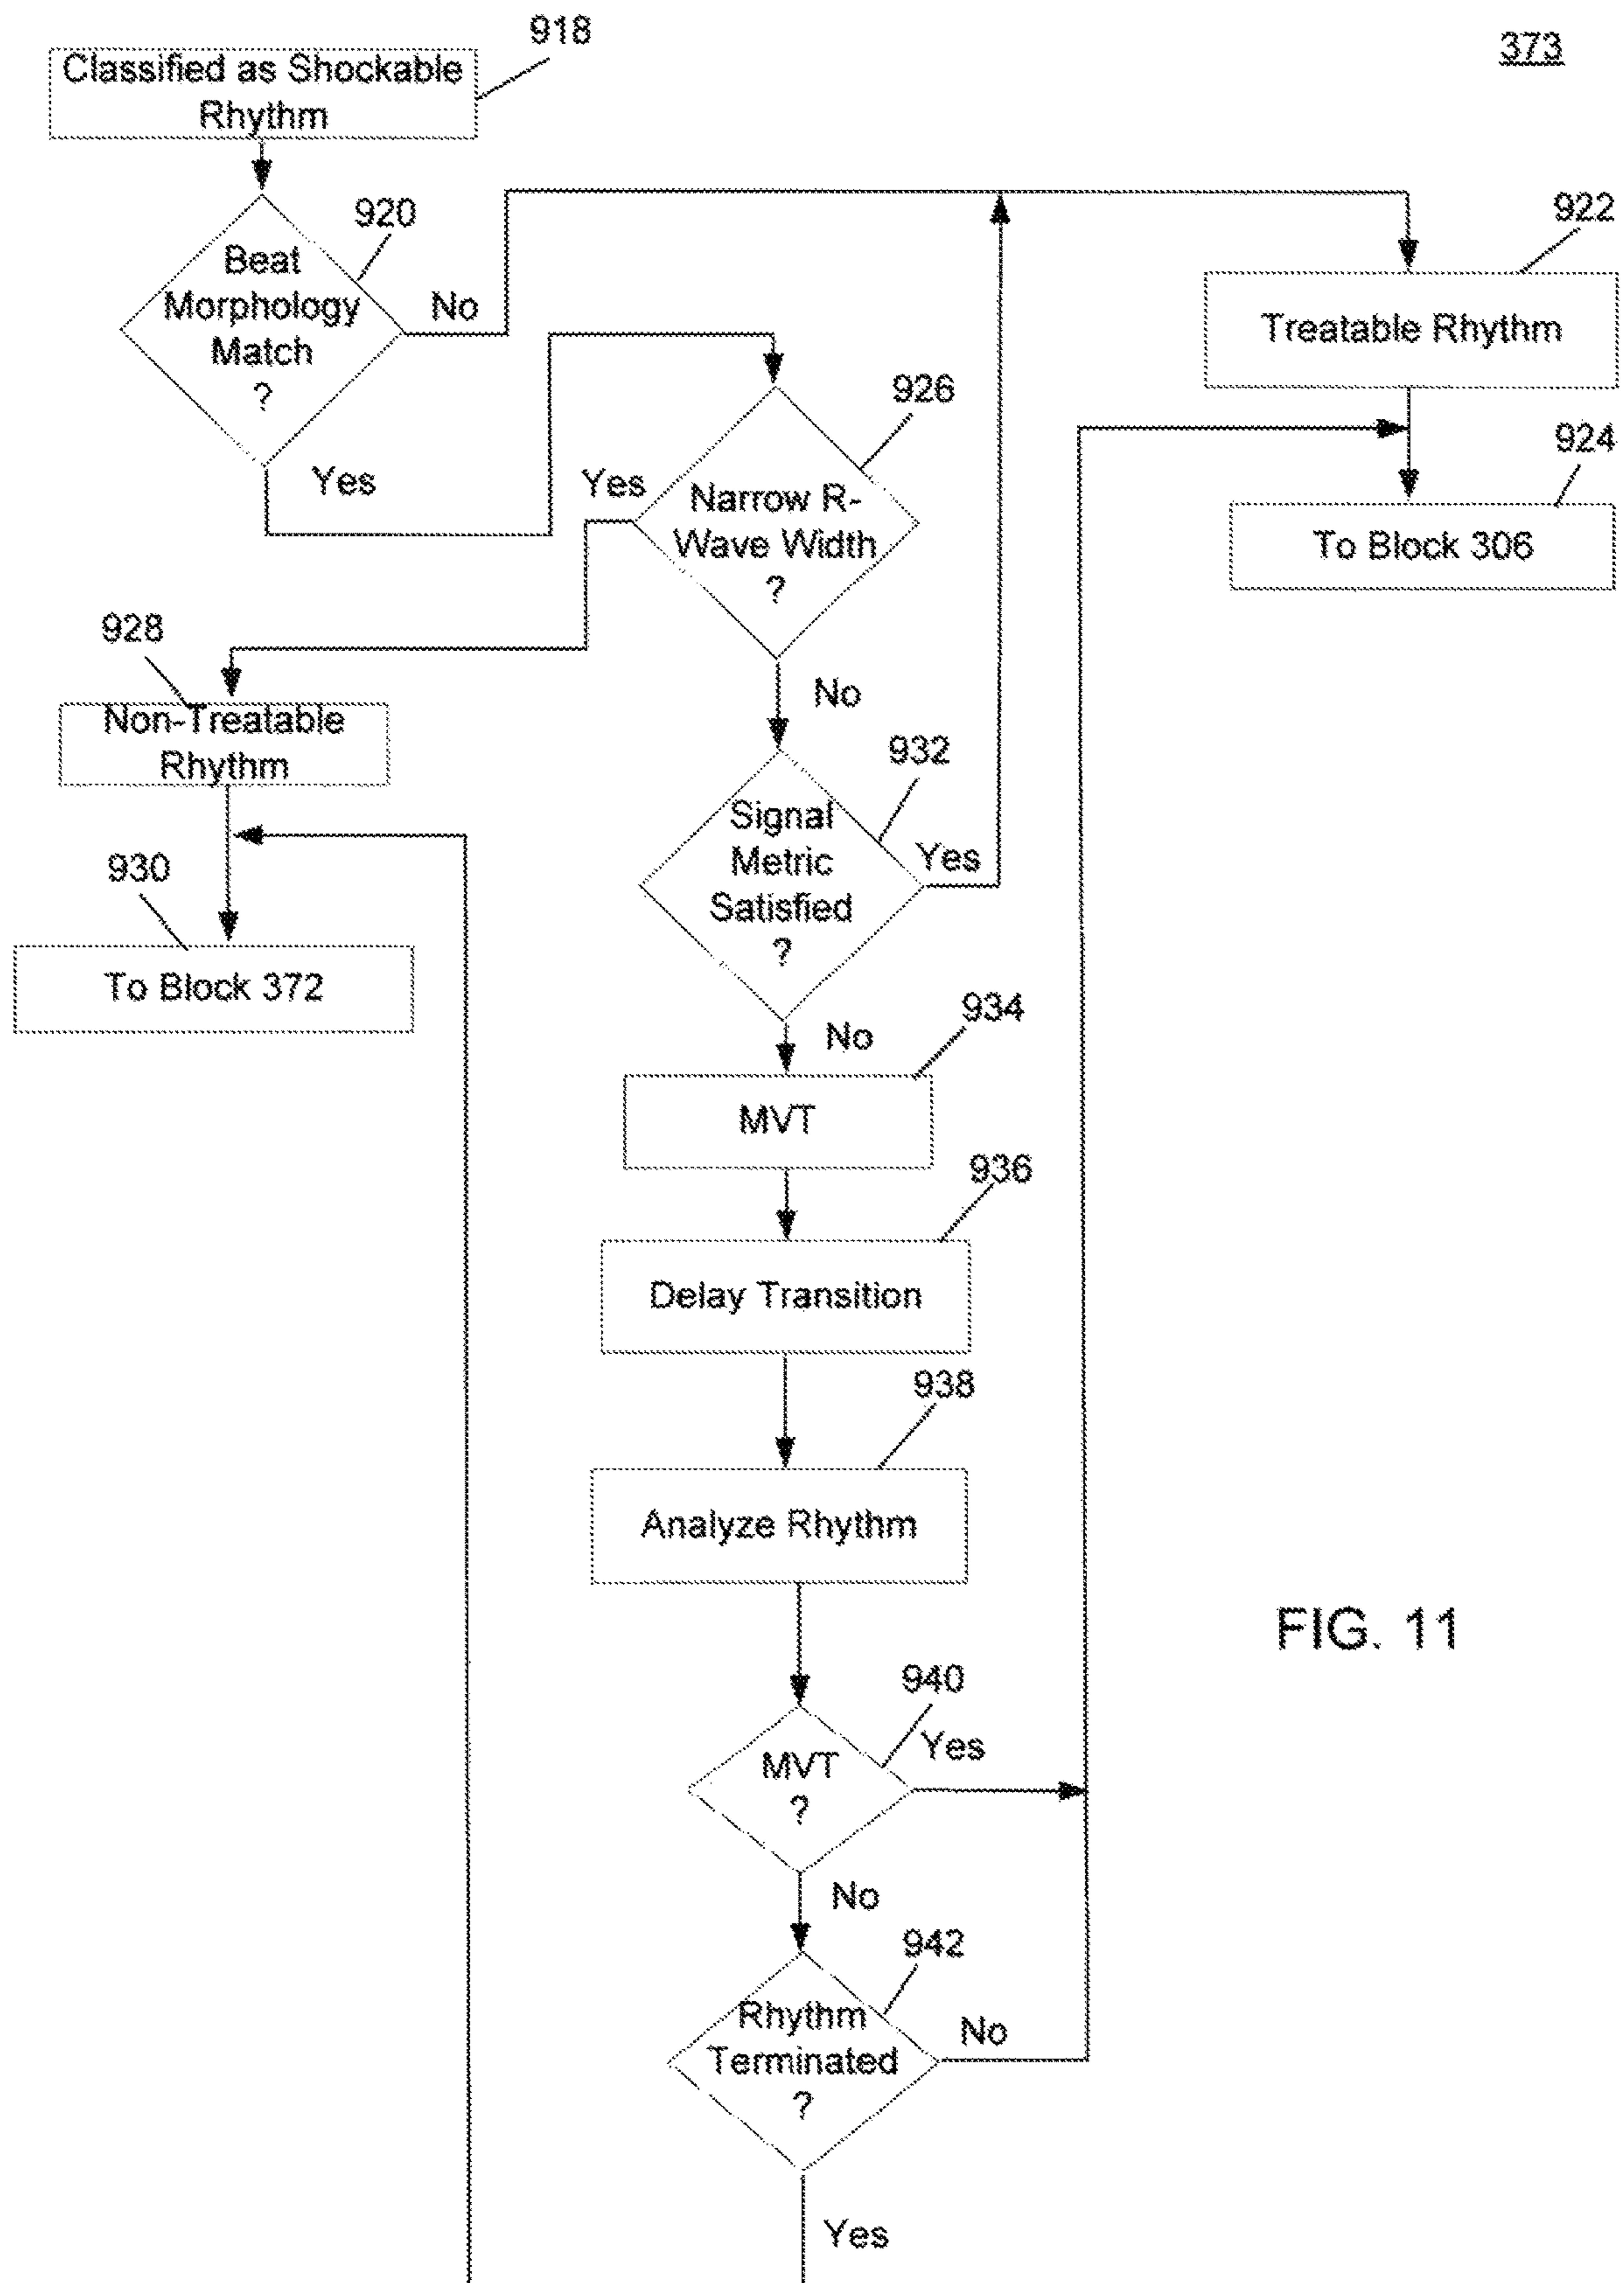 918
373
Classified as Shockable
Rhythm
920
922
Beat
Morphology
Match
?
No
Treatable Rhythm
926
924
Yes
Yes
Narrow R-
Wave Width
?
To Block 306
928
No
Non-Treatable
Rhythm
932
Signal
Metric
Satisfied
?
Yes
930
To Block 372
934
No
MVT
936
Delay Transition
938
Analyze Rhythm
FIG. 11
940
MVT
?
Yes
No
942
Rhythm
Terminated
?
No
Yes